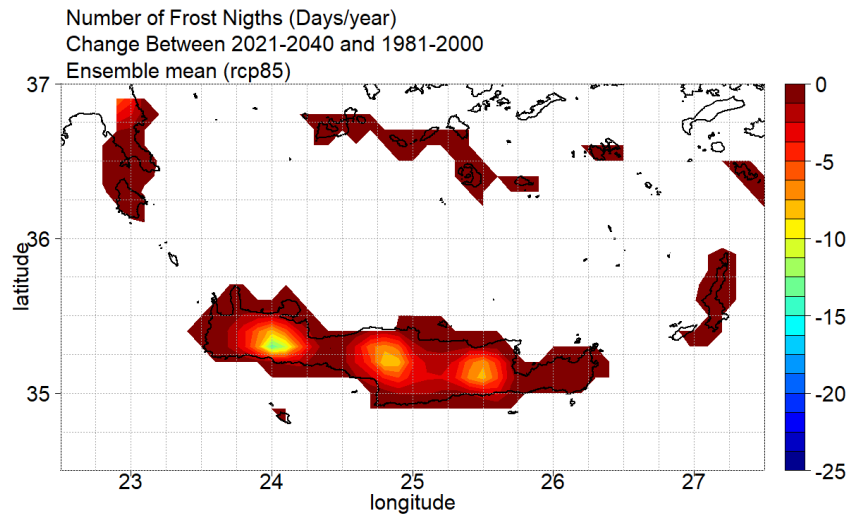 Number of Frost Nigths (Days/year)
Change Between 2021-2040 and 1981-2000
Ensemble mean (rcp85)
37
36
35
latitude
23
24
25
26
27
longitude
0
-5
-10
-15
-20
-25